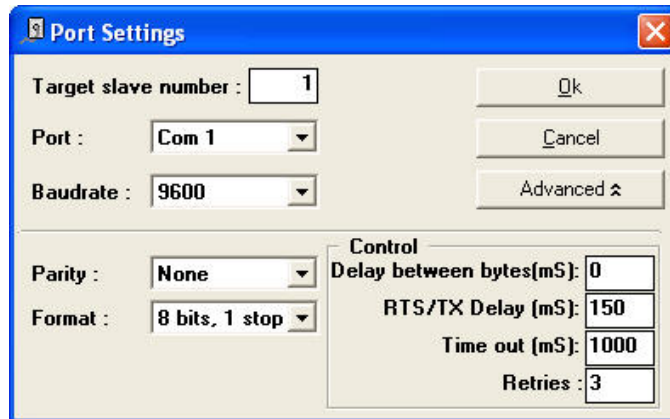 Port Settings
Target slave number : 1
Ok
Port : Com 1
Cancel
Baudrate : 9600
Advanced
Parity : None
Format : 8 bits, 1 stop
Control
Delay between bytes(mS): 0
RTS/TX Delay (mS): 150
Time out (mS): 1000
Retries : 3